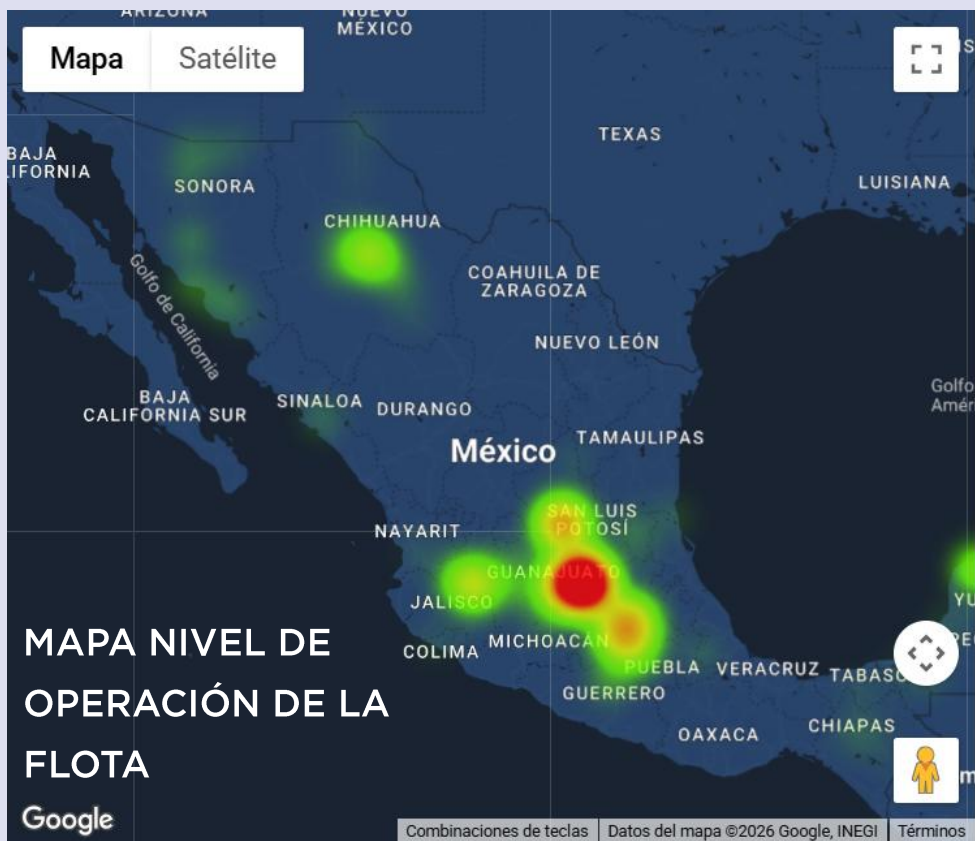 ARIZONA
NUEVO
MÉXICO
Mapa
Satélite
TEXAS
BAJA
LIFORNIA
SONORA
LUISIANA
CHIHUAHUA
COAHUILA DE
ZARAGOZA
Golfo de California
NUEVO LEÓN
BAJA
CALIFORNIA SUR
SINALOA
DURANGO
Golfo
Amér
México
TAMAULIPAS
SAN LUIS
POTOSÍ
NAYARIT
GUANAJUATO
JALISCO
YU
MICHOACÁN
COLIMA
PUEBLA
VERACRUZ
TABASC
GUERRERO
OAXACA
CHIAPAS
MAPA NIVEL DE
OPERACIÓN DE LA
FLOTA
Google
Combinaciones de teclas
Datos del mapa ©2026 Google, INEGI
Términos